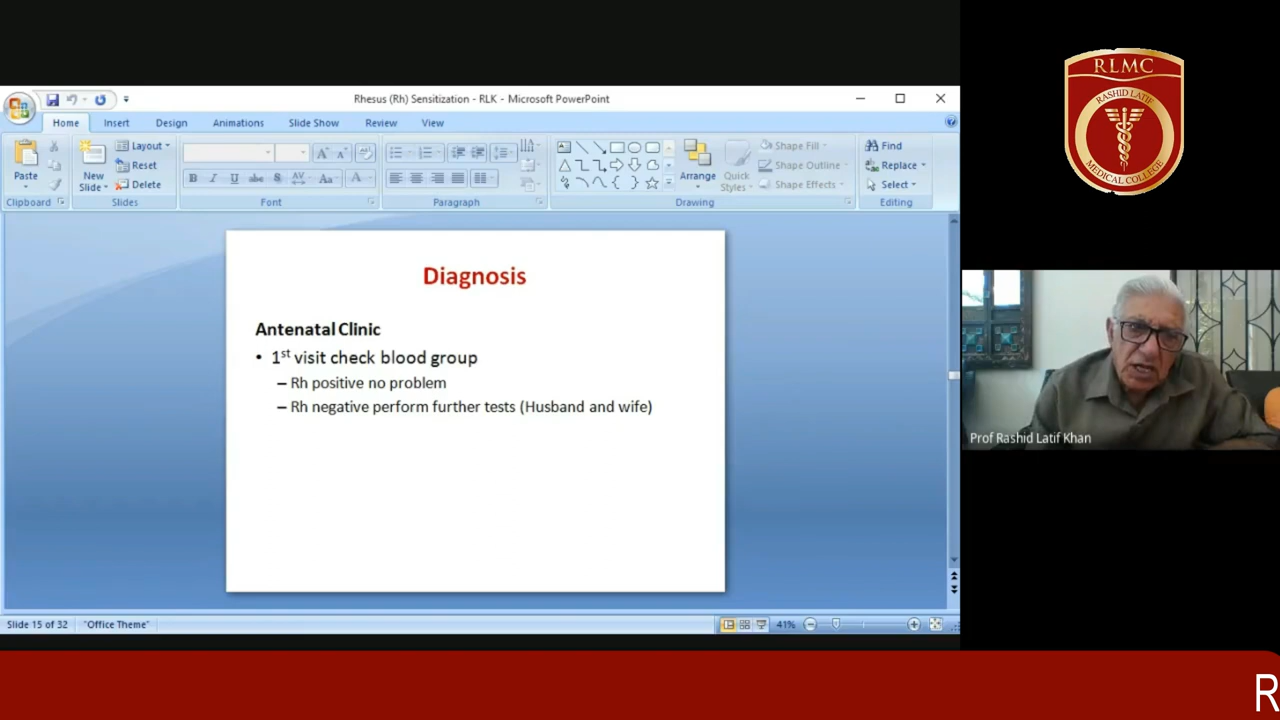 RLMC
RASHID LATIF
MEDICAL COLLEGE
Rhesus (Rh) Sensitization - RLK - Microsoft PowerPoint
Home Insert Design Animations Slide Show Review View
Paste
Clipboard
New
Slide
Layout
Reset
Delete
Slides
B I U abc S AV Aa A
Font
Paragraph
Arrange
Quick
Styles
Shape Fill
Shape Outline
Shape Effects
Drawing
Find
Replace
Select
Editing
Diagnosis
Antenatal Clinic
• 1st visit check blood group
– Rh positive no problem
– Rh negative perform further tests (Husband and wife)
Prof Rashid Latif Khan
Slide 15 of 32 "Office Theme" 41%
R